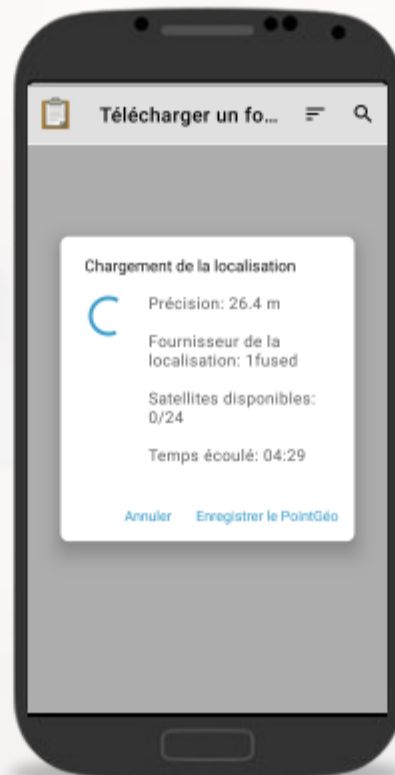 Télécharger un fo...
Chargement de la localisation
Précision: 26.4 m
Fournisseur de la
localisation: 1fused
Satellites disponibles:
0/24
Temps écoulé: 04:29
Annuler Enregistrer le PointGéo